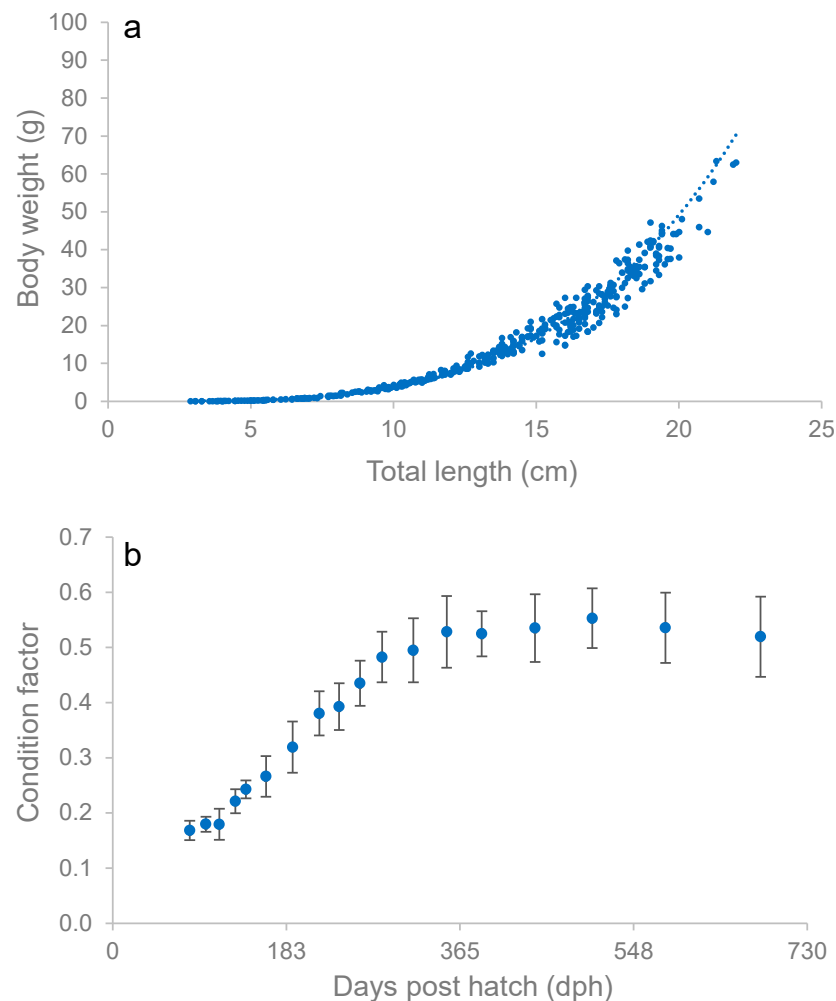 a
100
90
80
70
60
50
40
30
20
10
0
Body weight (g)
0 5 10 15 20 25
Total length (cm)
b
0.7
0.6
0.5
0.4
0.3
0.2
0.1
0.0
Condition factor
0 183 365 548 730
Days post hatch (dph)